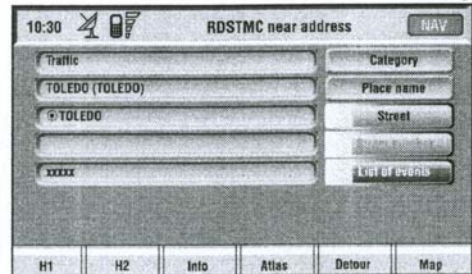 10:30 RDSTMC near address NAV
Traffic Category
TOLEDO (TOLEDO) Place name
TOLEDO Street
xxxxx List of events
H1 H2 Info Atlas Detour Map